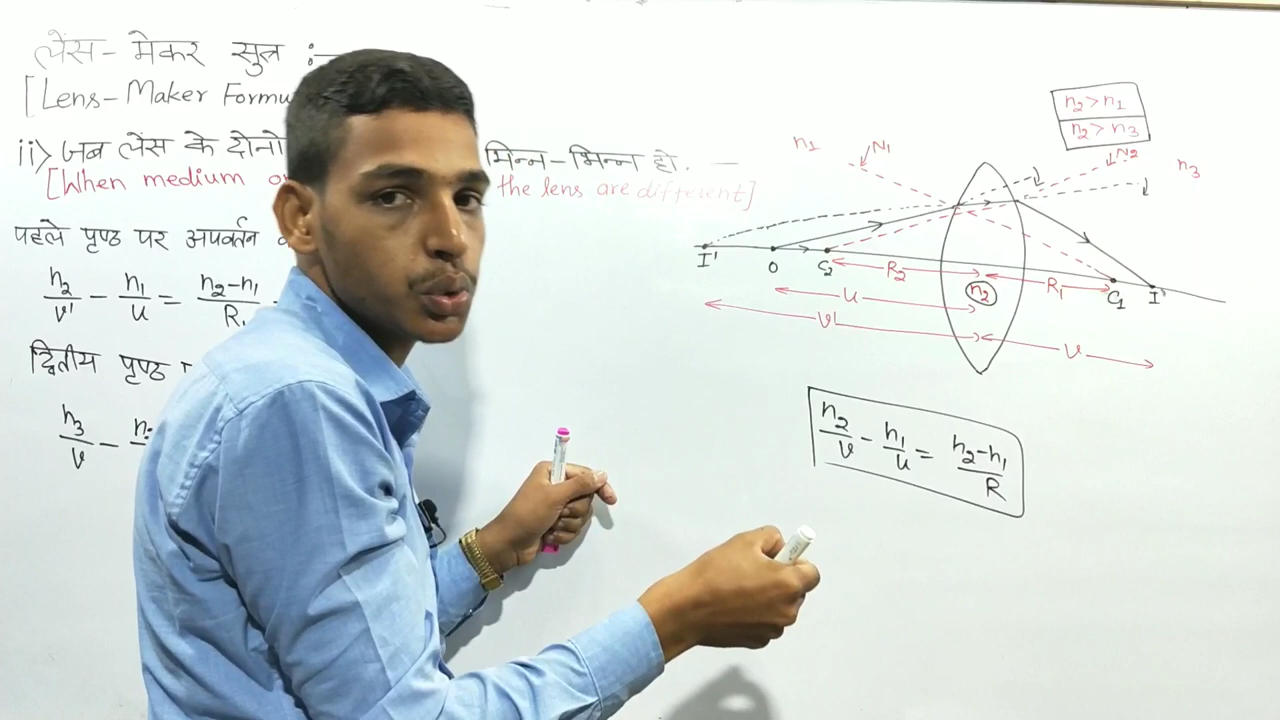 लेंस-मेकर सुत्र :-
[Lens-Maker Formu
ii) जब लेंस के दोनो भिन्न-भिन्न हो. -
[When medium o the lens are different]
पहले पृष्ठ पर अपवर्तन
n₂/v' - n₁/u = n₂-n₁/R₁
द्वितीय पृष्ठ
n₃/v -
n₂>n₁
n₂>n₃
n₁ N₁ N₂ n₃
I' O C₂ C₁ I
R₂ n₂ R₁
u
v' v
n₂/v - n₁/u = n₂-n₁/R